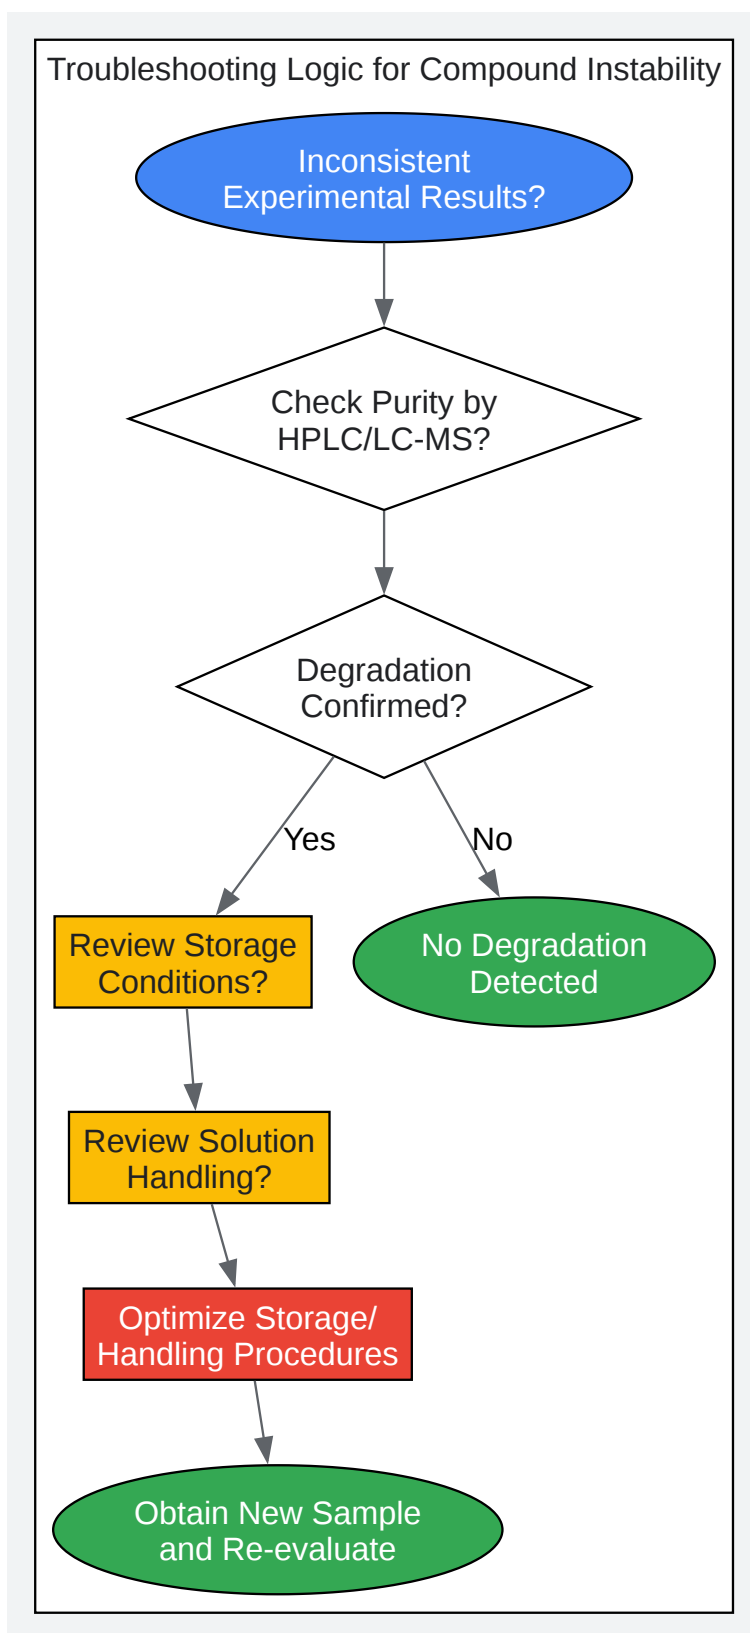 Troubleshooting Logic for Compound Instability
Inconsistent
Experimental Results?
Check Purity by
HPLC/LC-MS?
Degradation
Confirmed?
Yes
No
Review Storage
Conditions?
No Degradation
Detected
Review Solution
Handling?
Optimize Storage/
Handling Procedures
Obtain New Sample
and Re-evaluate